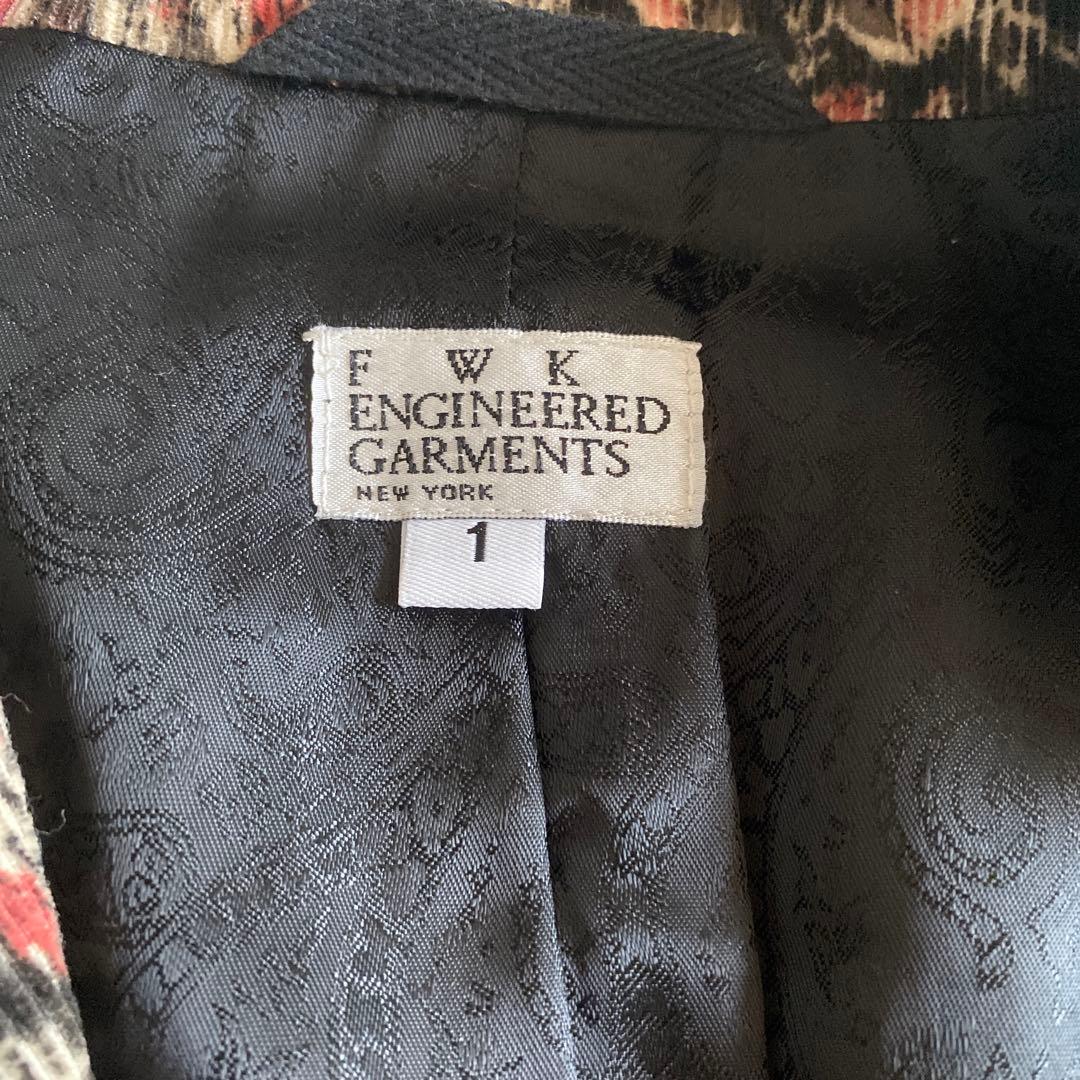 F W K
ENGINEERED
GARMENTS
NEW YORK
1